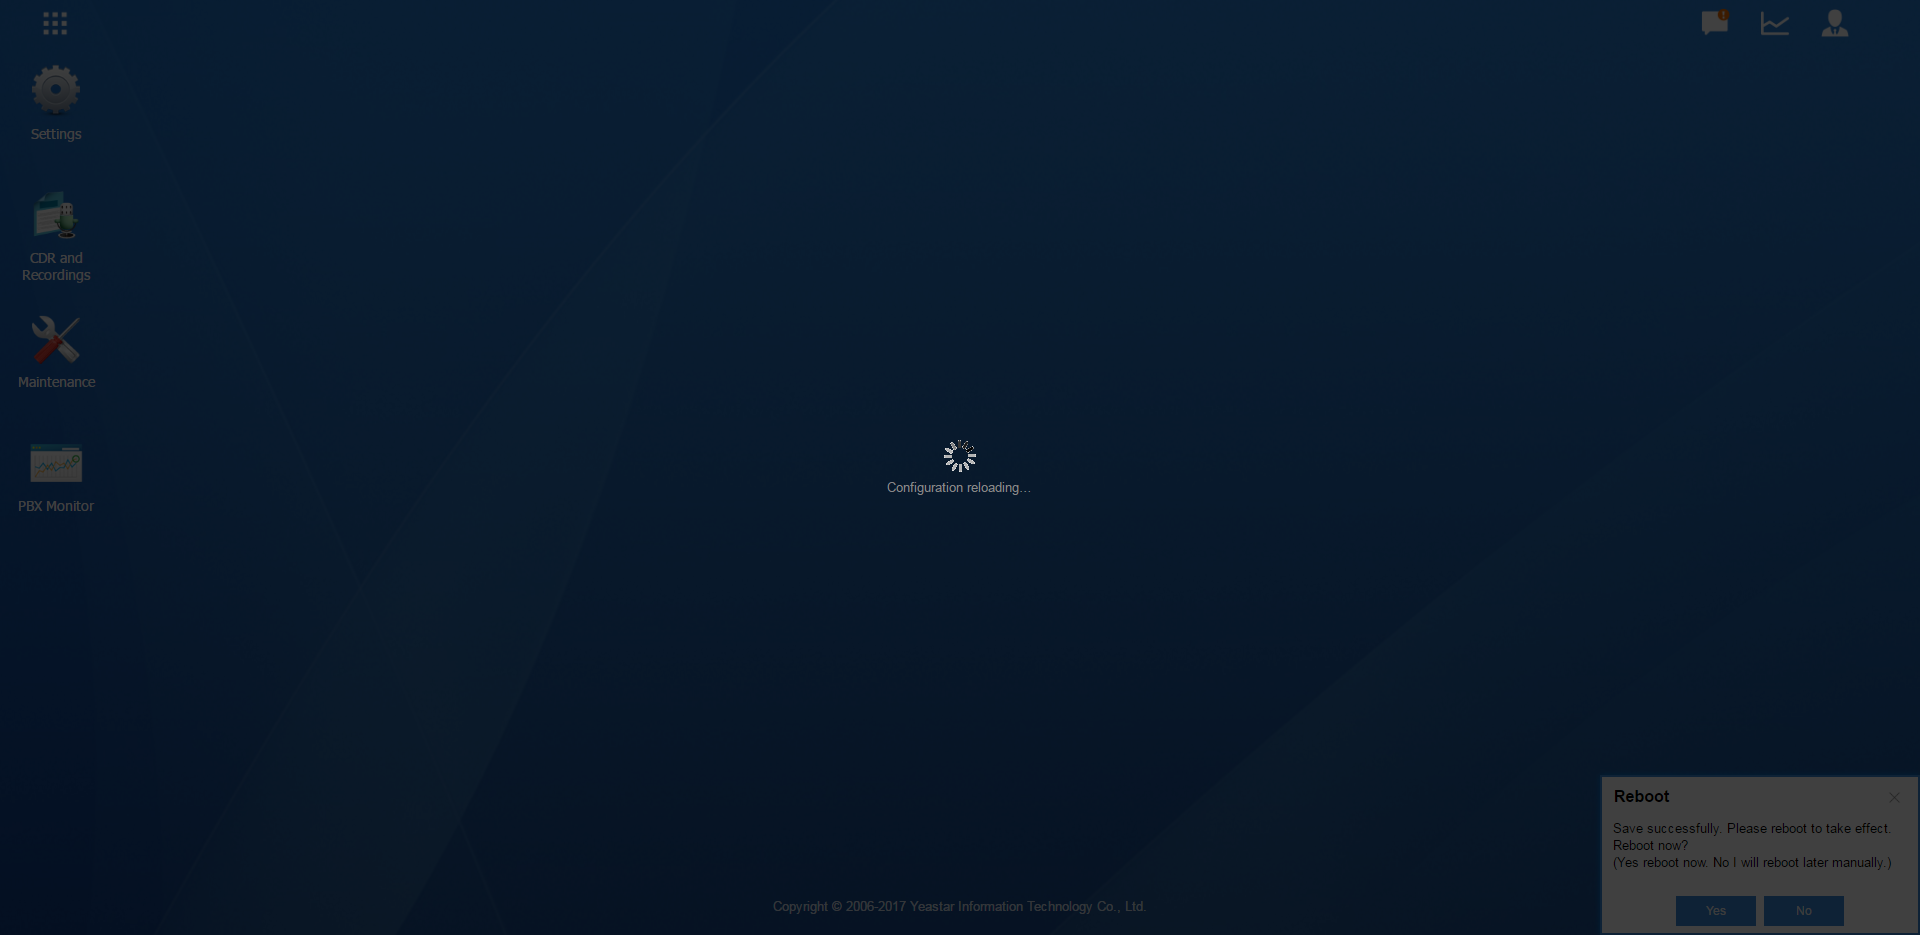 Settings
CDR and
Recordings
Maintenance
PBX Monitor
Configuration reloading...
Reboot
Save successfully. Please reboot to take effect.
Reboot now?
(Yes reboot now. No I will reboot later manually.)
Yes
No
Copyright © 2006-2017 Yeastar Information Technology Co., Ltd.